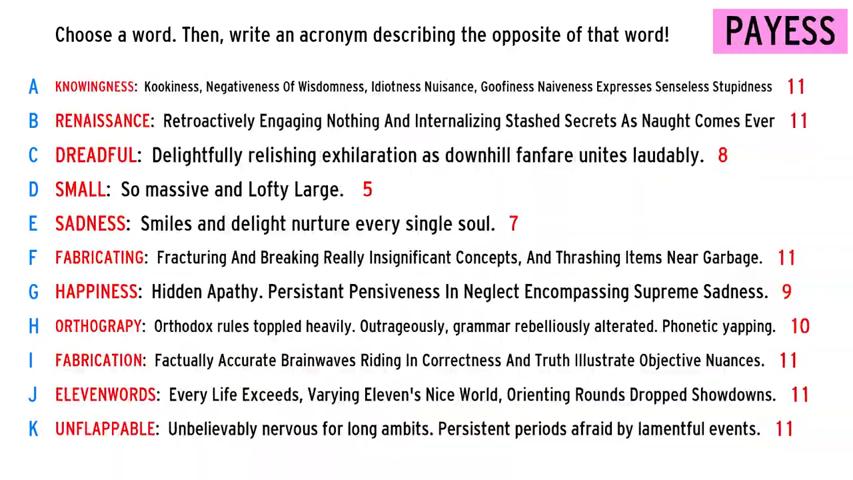 Choose a word. Then, write an acronym describing the opposite of that word!
PAYESS
A KNOWINGNESS: Kookiness, Negativeness Of Wisdomness, Idiotness Nuisance, Goofiness Naiveness Expresses Senseless Stupidness 11
B RENAISSANCE: Retroactively Engaging Nothing And Internalizing Stashed Secrets As Naught Comes Ever 11
C DREADFUL: Delightfully relishing exhilaration as downhill fanfare unites laudably. 8
D SMALL: So massive and Lofty Large. 5
E SADNESS: Smiles and delight nurture every single soul. 7
F FABRICATING: Fracturing And Breaking Really Insignificant Concepts, And Thrashing Items Near Garbage. 11
G HAPPINESS: Hidden Apathy. Persistant Pensiveness In Neglect Encompassing Supreme Sadness. 9
H ORTHOGRAPY: Orthodox rules toppled heavily. Outrageously, grammar rebelliously alterated. Phonetic yapping. 10
I FABRICATION: Factually Accurate Brainwaves Riding In Correctness And Truth Illustrate Objective Nuances. 11
J ELEVENWORDS: Every Life Exceeds, Varying Eleven's Nice World, Orienting Rounds Dropped Showdowns. 11
K UNFLAPPABLE: Unbelievably nervous for long ambits. Persistent periods afraid by lamentful events. 11